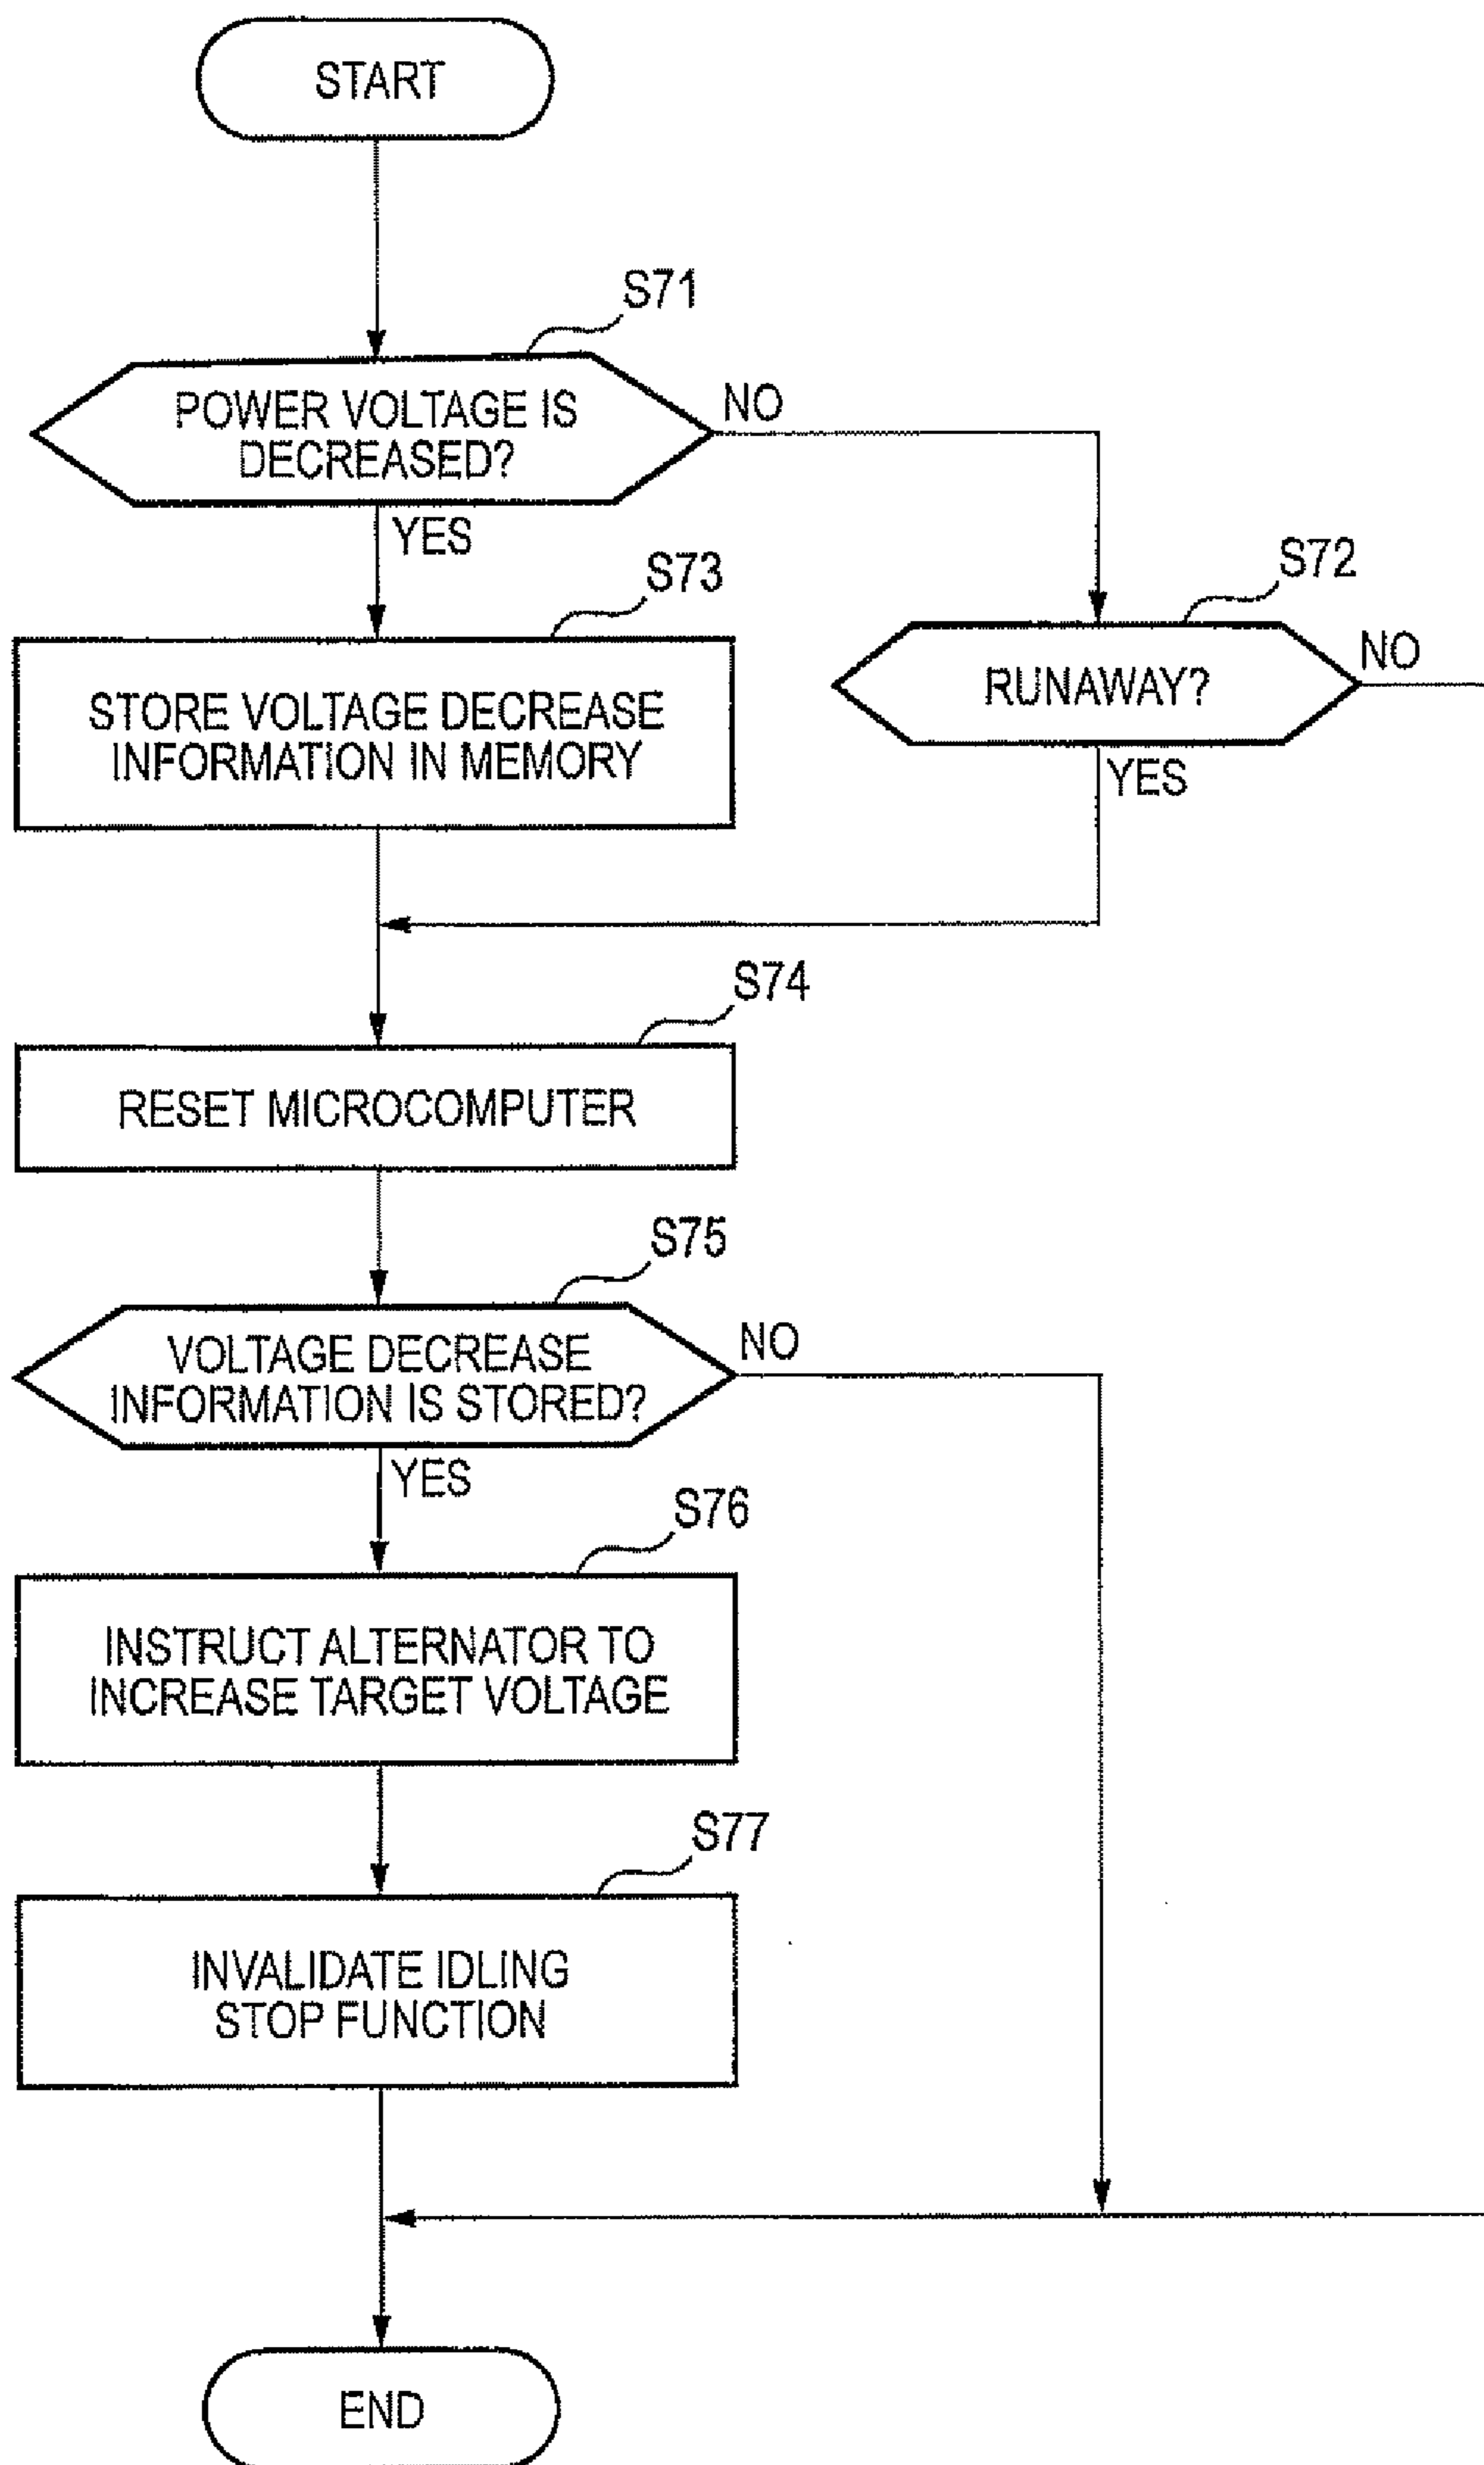 START
S71
POWER VOLTAGE IS
DECREASED?
NO
YES
S73
STORE VOLTAGE DECREASE
INFORMATION IN MEMORY
S72
RUNAWAY?
NO
YES
S74
RESET MICROCOMPUTER
S75
VOLTAGE DECREASE
INFORMATION IS STORED?
NO
YES
S76
INSTRUCT ALTERNATOR TO
INCREASE TARGET VOLTAGE
S77
INVALIDATE IDLING
STOP FUNCTION
END